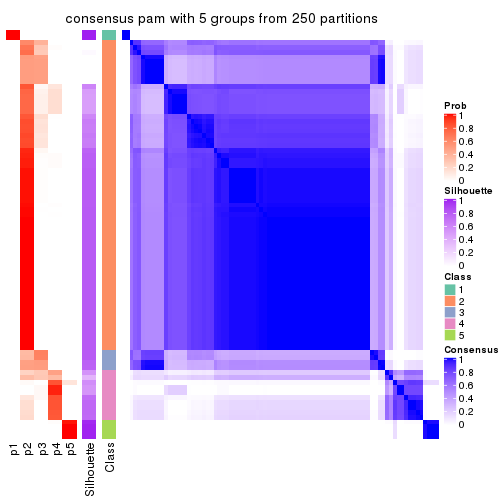 consensus pam with 5 groups from 250 partitions
Prob
1
0.8
0.6
0.4
0.2
0
Silhouette
1
0.8
0.6
0.4
0.2
0
Class
1
2
3
4
5
Consensus
1
0.8
0.6
0.4
0.2
0
p1
p2
p3
p4
p5
Silhouette
Class